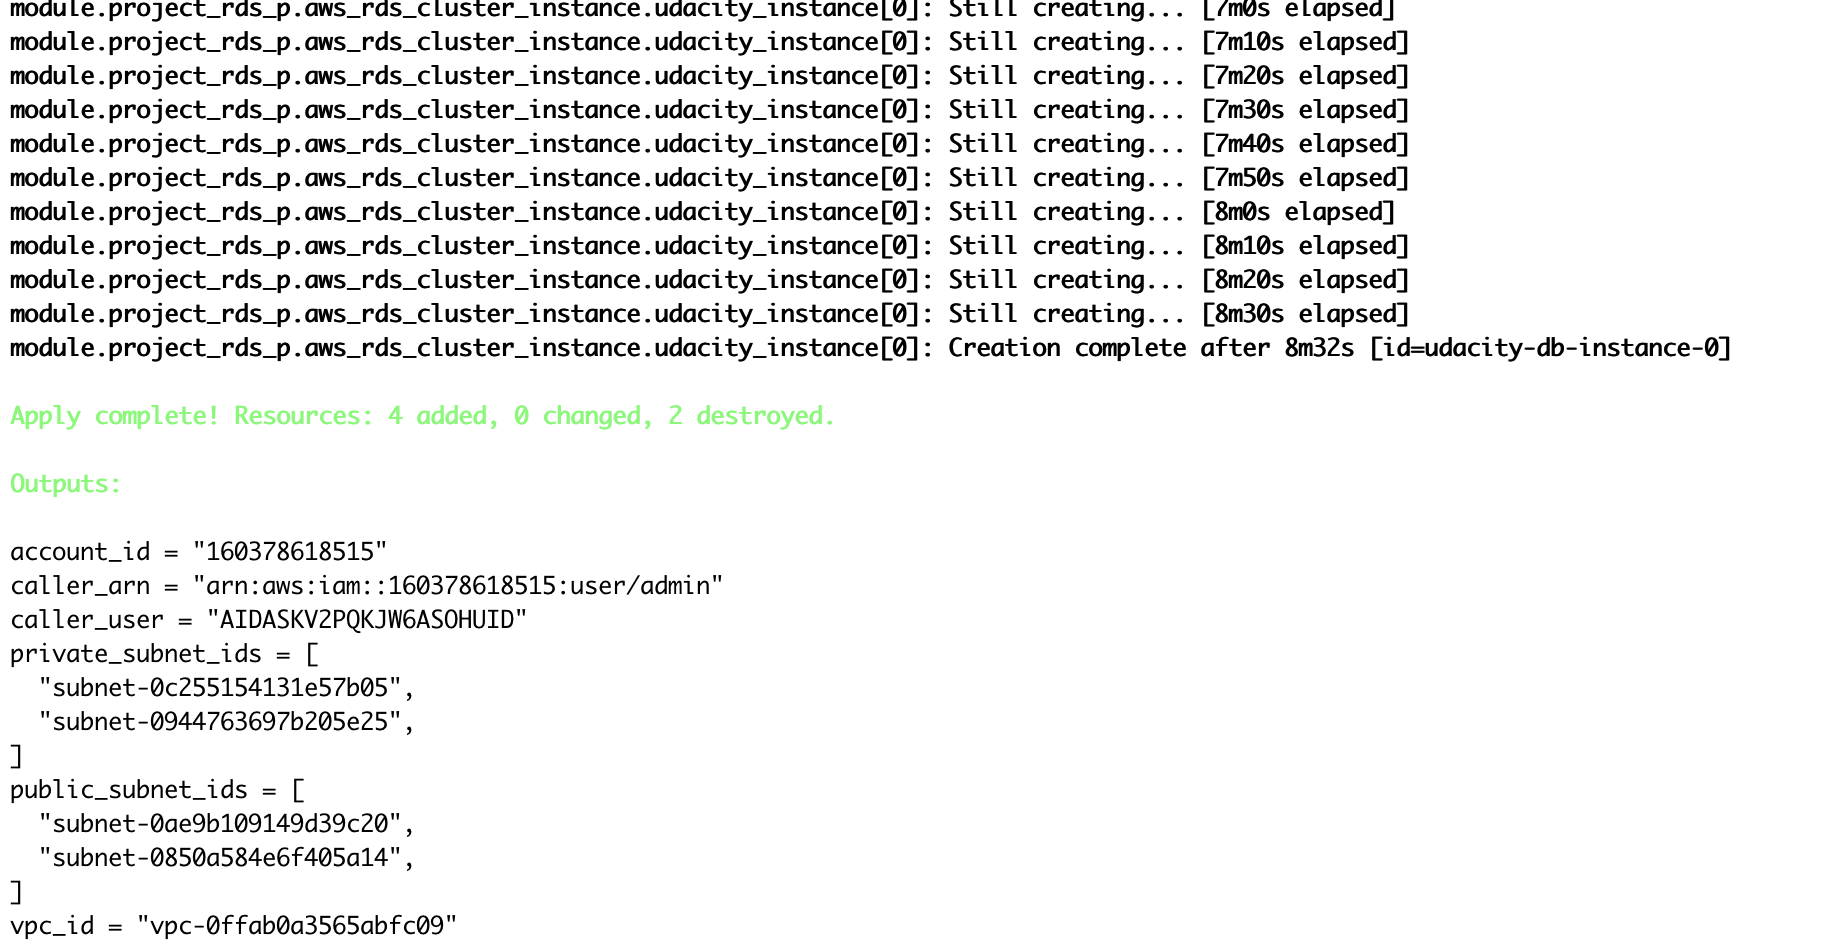 module.project_rds_p.aws_rds_cluster_instance.udacity_instance[0]: Still creating... [7m0s elapsed]
module.project_rds_p.aws_rds_cluster_instance.udacity_instance[0]: Still creating... [7m10s elapsed]
module.project_rds_p.aws_rds_cluster_instance.udacity_instance[0]: Still creating... [7m20s elapsed]
module.project_rds_p.aws_rds_cluster_instance.udacity_instance[0]: Still creating... [7m30s elapsed]
module.project_rds_p.aws_rds_cluster_instance.udacity_instance[0]: Still creating... [7m40s elapsed]
module.project_rds_p.aws_rds_cluster_instance.udacity_instance[0]: Still creating... [7m50s elapsed]
module.project_rds_p.aws_rds_cluster_instance.udacity_instance[0]: Still creating... [8m0s elapsed]
module.project_rds_p.aws_rds_cluster_instance.udacity_instance[0]: Still creating... [8m10s elapsed]
module.project_rds_p.aws_rds_cluster_instance.udacity_instance[0]: Still creating... [8m20s elapsed]
module.project_rds_p.aws_rds_cluster_instance.udacity_instance[0]: Still creating... [8m30s elapsed]
module.project_rds_p.aws_rds_cluster_instance.udacity_instance[0]: Creation complete after 8m32s [id=udacity-db-instance-0]
Apply complete! Resources: 4 added, 0 changed, 2 destroyed.
Outputs:
account_id = "160378618515"
caller_arn = "arn:aws:iam::160378618515:user/admin"
caller_user = "AIDASKV2PQKJW6ASOHUID"
private_subnet_ids = [
  "subnet-0c255154131e57b05",
  "subnet-0944763697b205e25",
]
public_subnet_ids = [
  "subnet-0ae9b109149d39c20",
  "subnet-0850a584e6f405a14",
]
vpc_id = "vpc-0ffab0a3565abfc09"